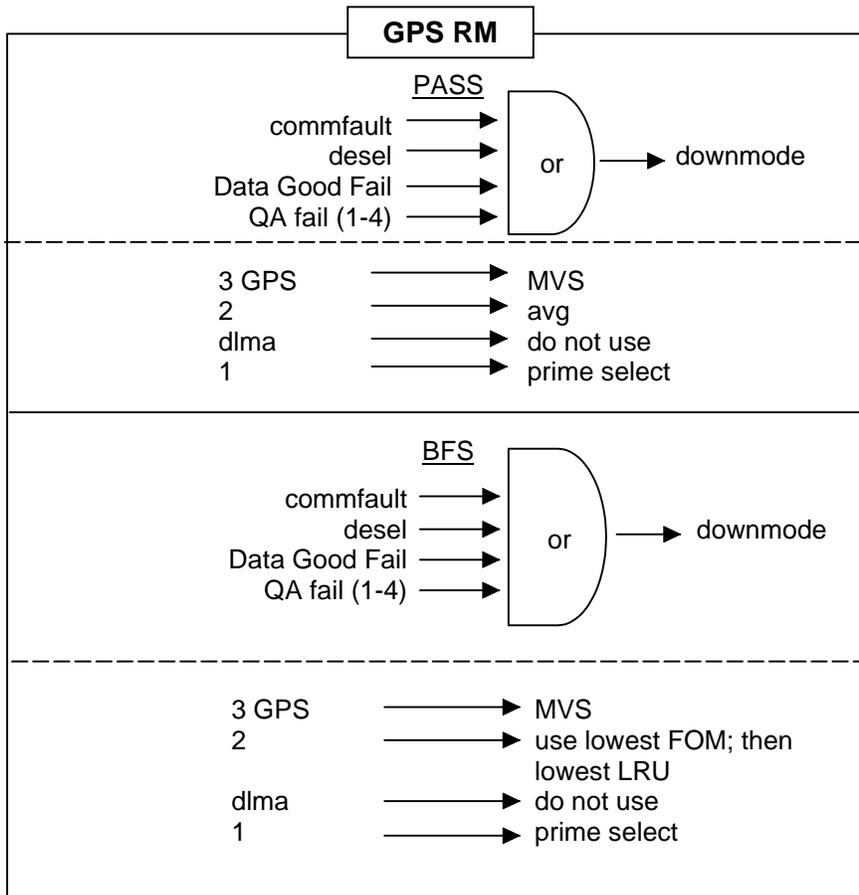 GPS RM
PASS
commfault
desel
Data Good Fail
QA fail (1-4)
or
downmode
3 GPS MVS
2 avg
dlma do not use
1 prime select
BFS
commfault
desel
Data Good Fail
QA fail (1-4)
or
downmode
3 GPS MVS
2 use lowest FOM; then
lowest LRU
dlma do not use
1 prime select